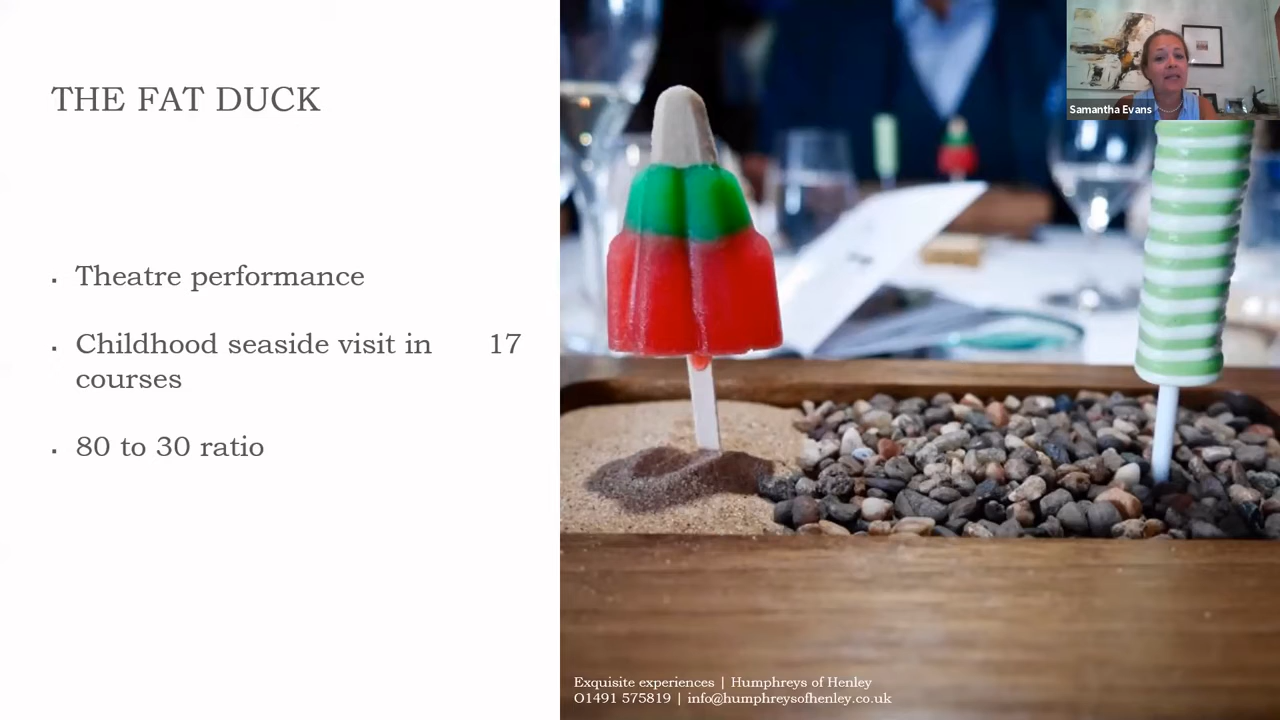 THE FAT DUCK
Samantha Evans
▪ Theatre performance
▪ Childhood seaside visit in 17
courses
▪ 80 to 30 ratio
Exquisite experiences | Humphreys of Henley
O1491 575819 | info@humphreysofhenley.co.uk